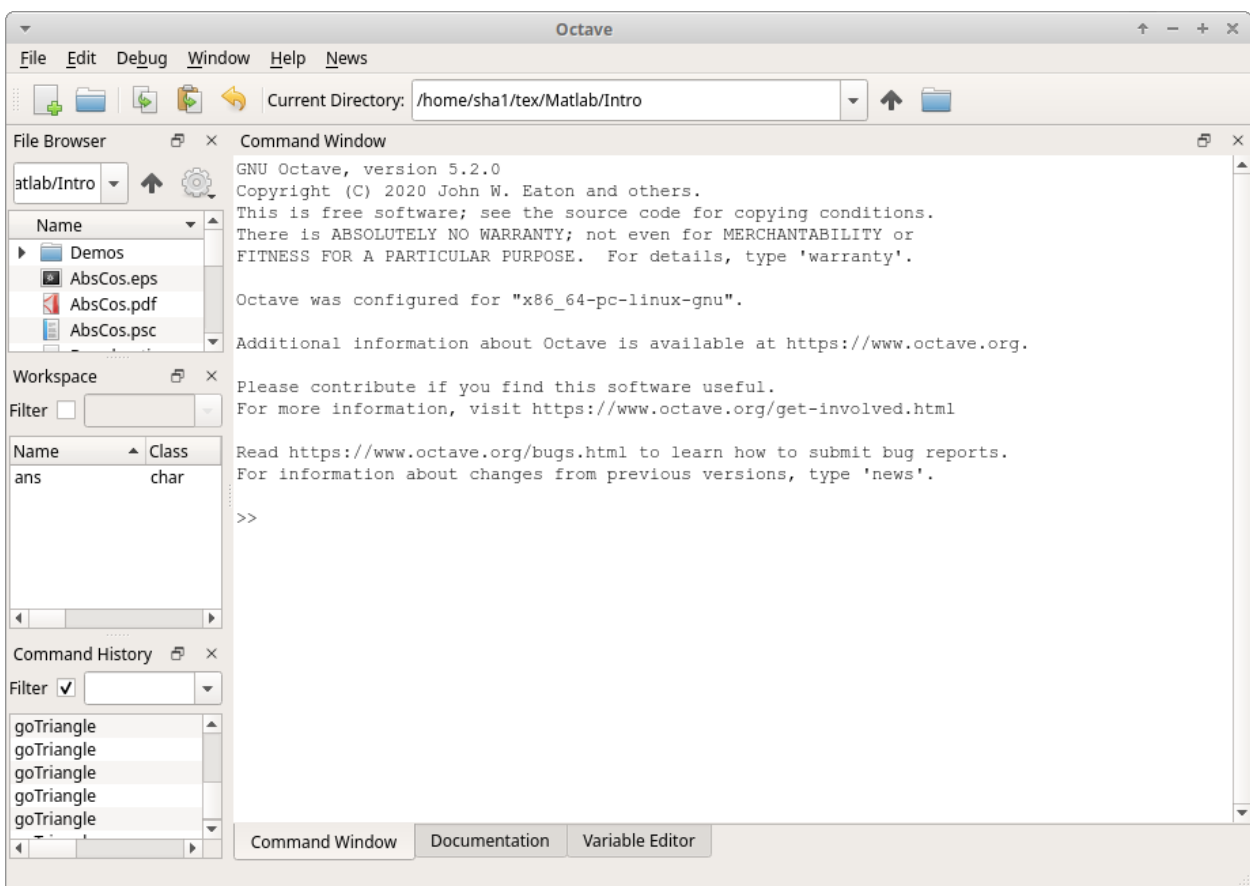 Octave
File Edit Debug Window Help News
Current Directory: /home/sha1/tex/Matlab/Intro
File Browser
atlab/Intro
Name
Demos
AbsCos.eps
AbsCos.pdf
AbsCos.psc
Workspace
Filter
Name Class
ans char
Command History
Filter
goTriangle
goTriangle
goTriangle
goTriangle
goTriangle
Command Window
GNU Octave, version 5.2.0
Copyright (C) 2020 John W. Eaton and others.
This is free software; see the source code for copying conditions.
There is ABSOLUTELY NO WARRANTY; not even for MERCHANTABILITY or
FITNESS FOR A PARTICULAR PURPOSE.  For details, type 'warranty'.
Octave was configured for "x86_64-pc-linux-gnu".
Additional information about Octave is available at https://www.octave.org.
Please contribute if you find this software useful.
For more information, visit https://www.octave.org/get-involved.html
Read https://www.octave.org/bugs.html to learn how to submit bug reports.
For information about changes from previous versions, type 'news'.
>>
Command Window Documentation Variable Editor